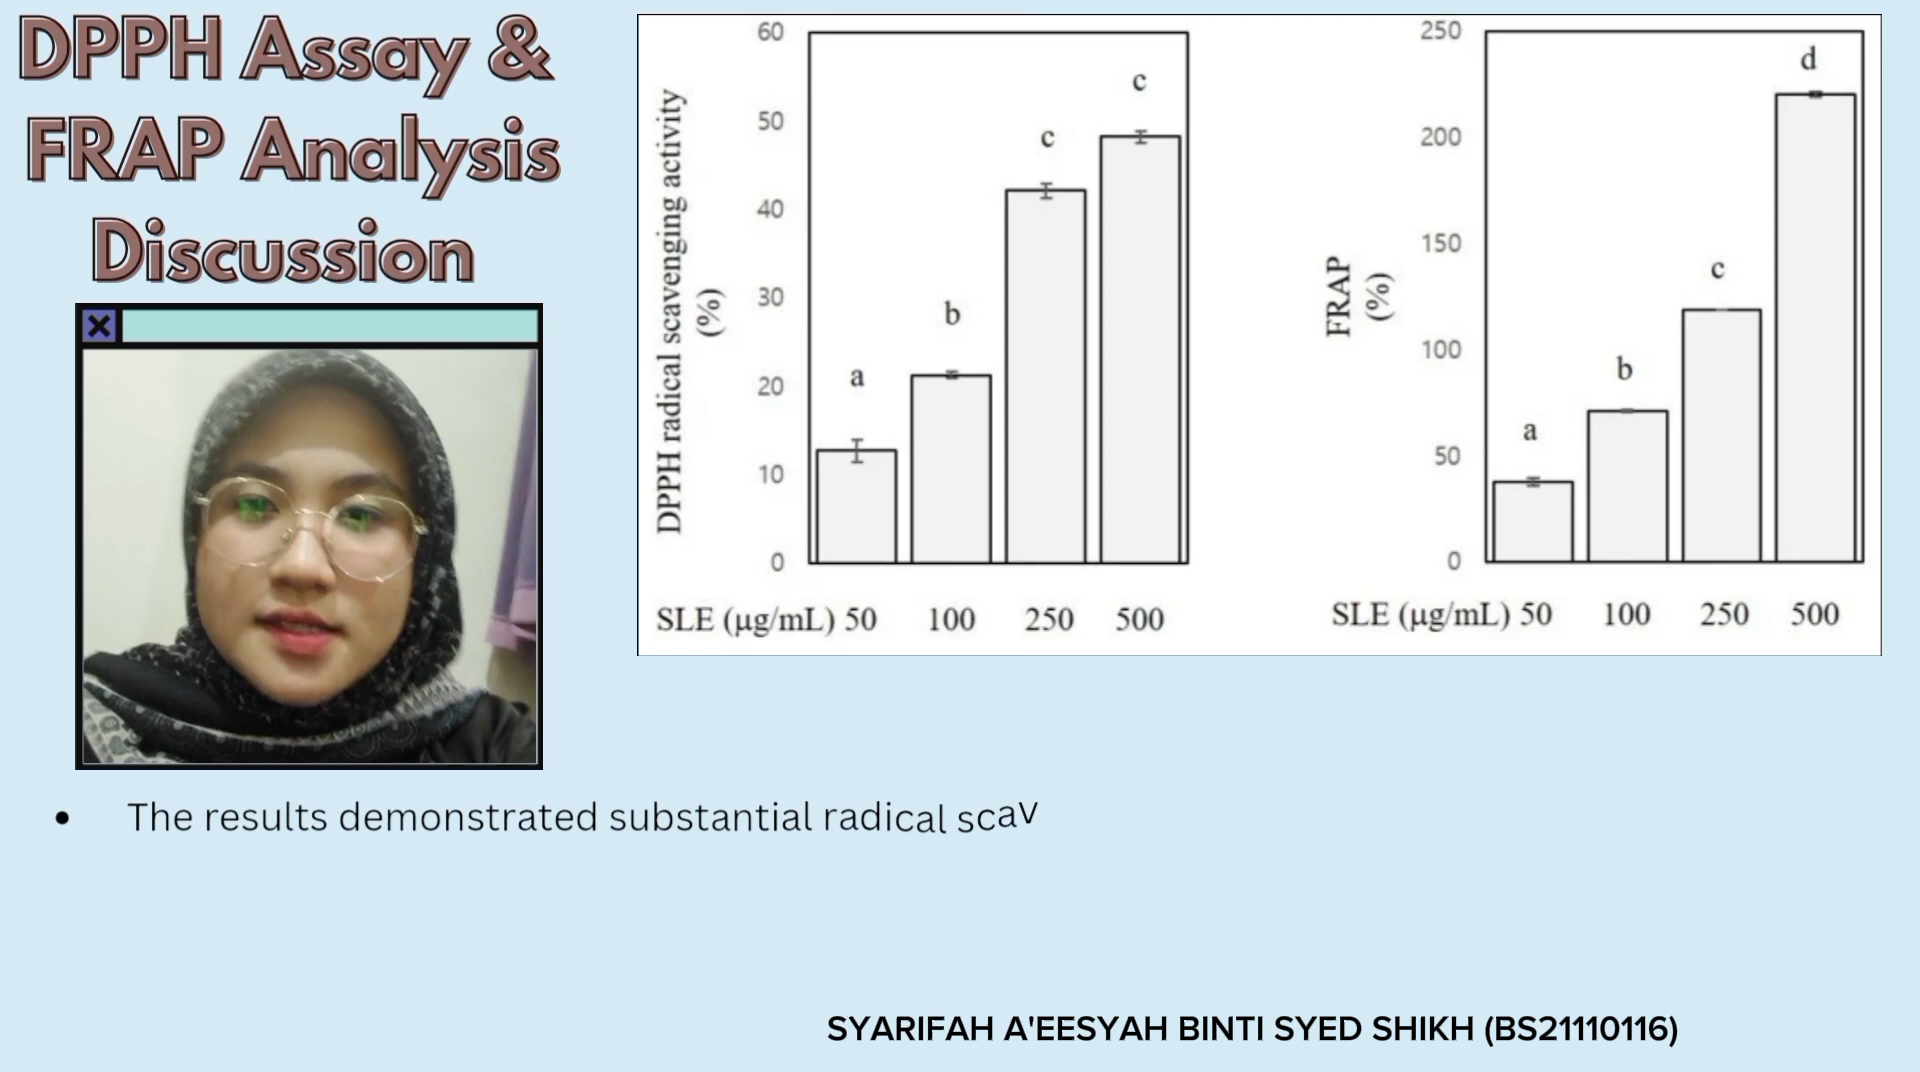 DPPH Assay &
FRAP Analysis
Discussion
DPPH radical scavenging activity
(%)
60
50
40
30
20
10
0
a
b
c
c
SLE (μg/mL) 50 100 250 500
FRAP
(%)
250
200
150
100
50
0
a
b
c
d
SLE (μg/mL) 50 100 250 500
• The results demonstrated substantial radical scav
SYARIFAH A'EESYAH BINTI SYED SHIKH (BS21110116)